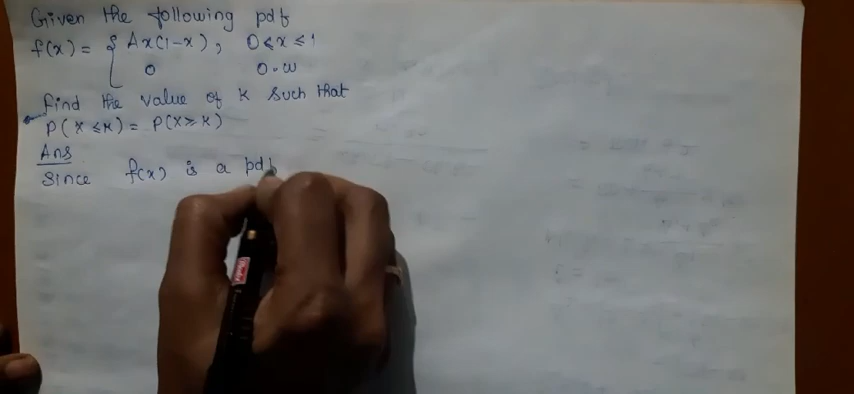 Given the following pdf
f(x) = { Ax(1-x), 0≤x≤1
0 0.w
find the value of K such that
P(X≤K) = P(X≥K)
Ans
Since f(x) is a pdf